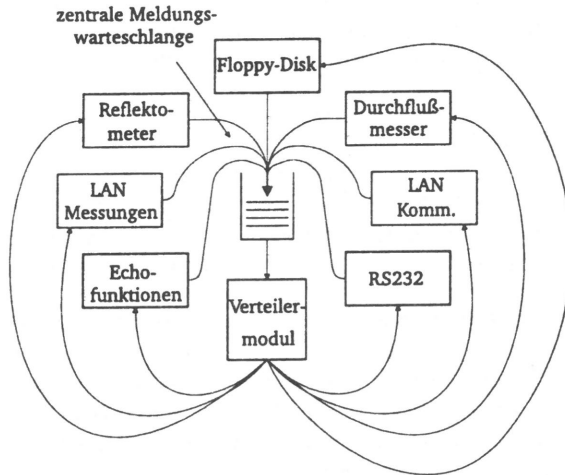 zentrale Meldungs-
warteschlange
Floppy-Disk
Reflekto-
meter
Durchfluß-
messer
LAN
Messungen
LAN
Komm.
Echo-
funktionen
RS232
Verteiler-
modul